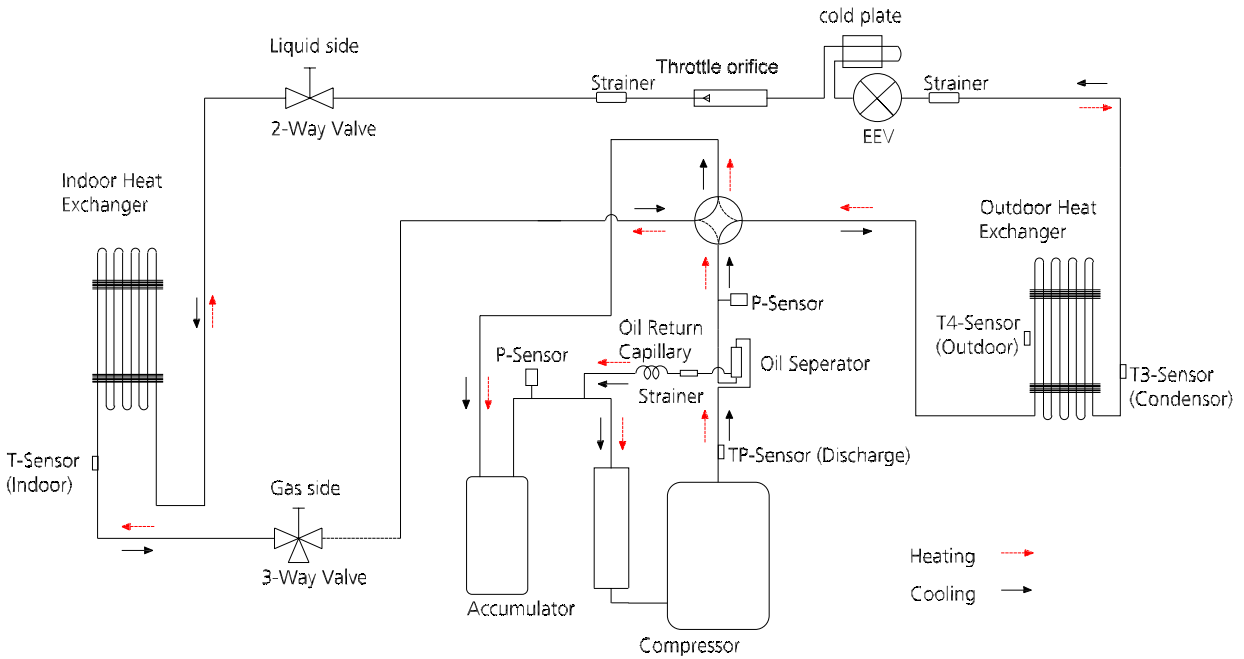 cold plate
Liquid side
Throttle orifice
Strainer
Strainer
2-Way Valve
EEV
Indoor Heat
Exchanger
Outdoor Heat
Exchanger
P-Sensor
T4-Sensor
(Outdoor)
Oil Return
Capillary
P-Sensor
Oil Seperator
Strainer
T3-Sensor
(Condensor)
T-Sensor
(Indoor)
TP-Sensor (Discharge)
Gas side
3-Way Valve
Accumulator
Compressor
Heating
Cooling